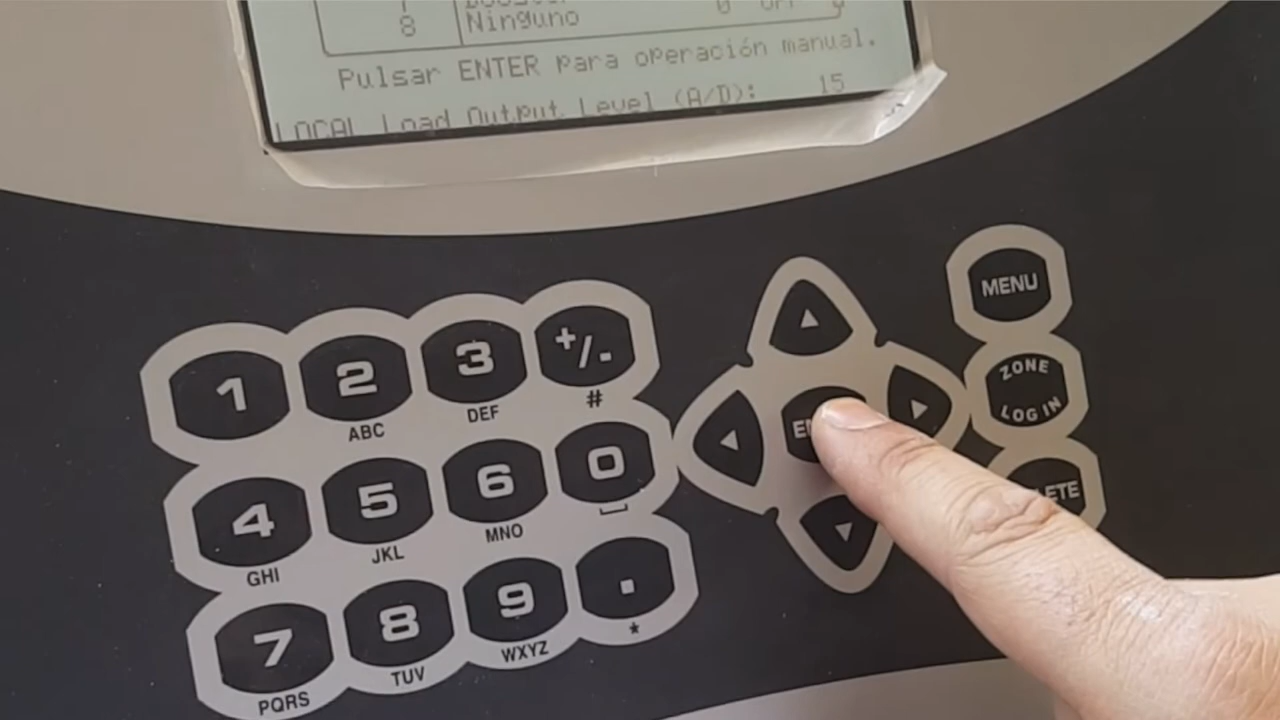 8 Ninguno 0
Pulsar ENTER para operación manual.
LOCAL Load Output Level (A/D): 15
MENU
1 2 3 +/-
ABC DEF #
ZONE
LOG IN
4 5 6 0
GHI JKL MNO
7 8 9 .
PQRS TUV WXYZ *